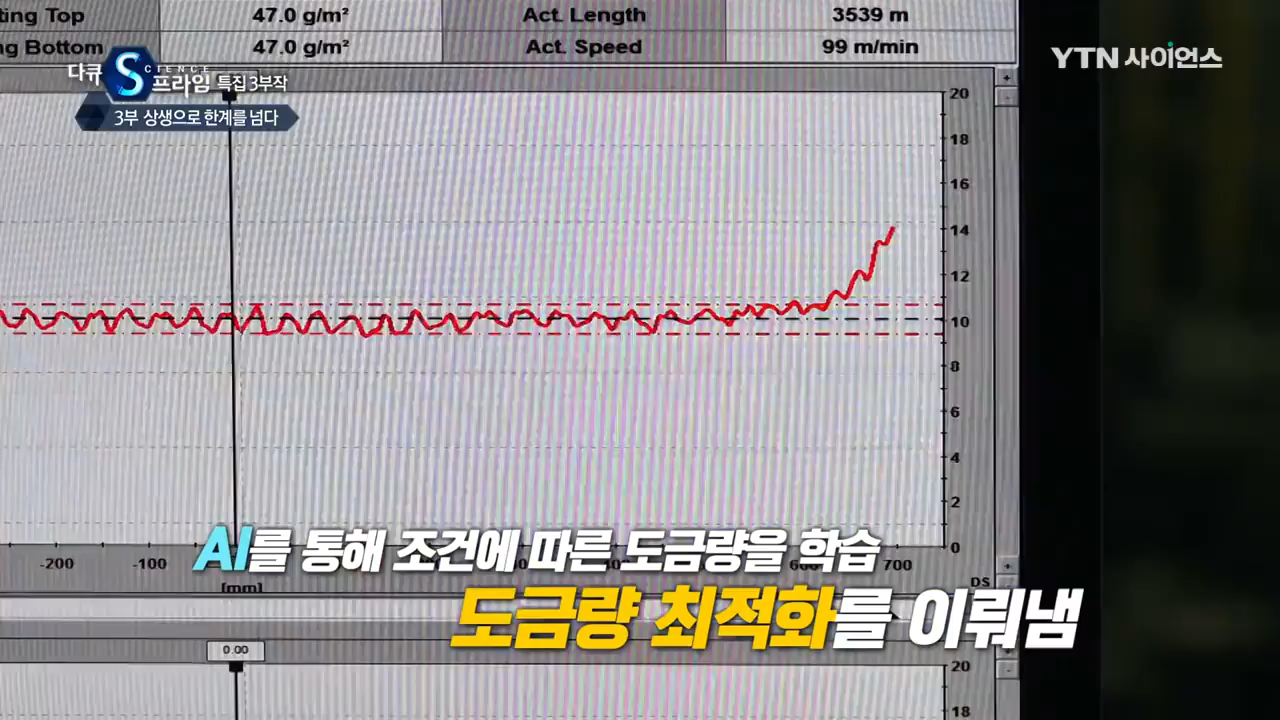 ting Top 47.0 g/m² Act. Length 3539 m
ng Bottom 47.0 g/m² Act. Speed 99 m/min
YTN 사이언스
다큐 S CIENCE 프라임 특집 3부작
3부 상생으로 한계를 넘다
20
18
16
14
12
10
8
6
4
2
0
-200 -100 600 700
[mm] DS
AI를 통해 조건에 따른 도금량을 학습
도금량 최적화를 이뤄냄
0.00
20
18